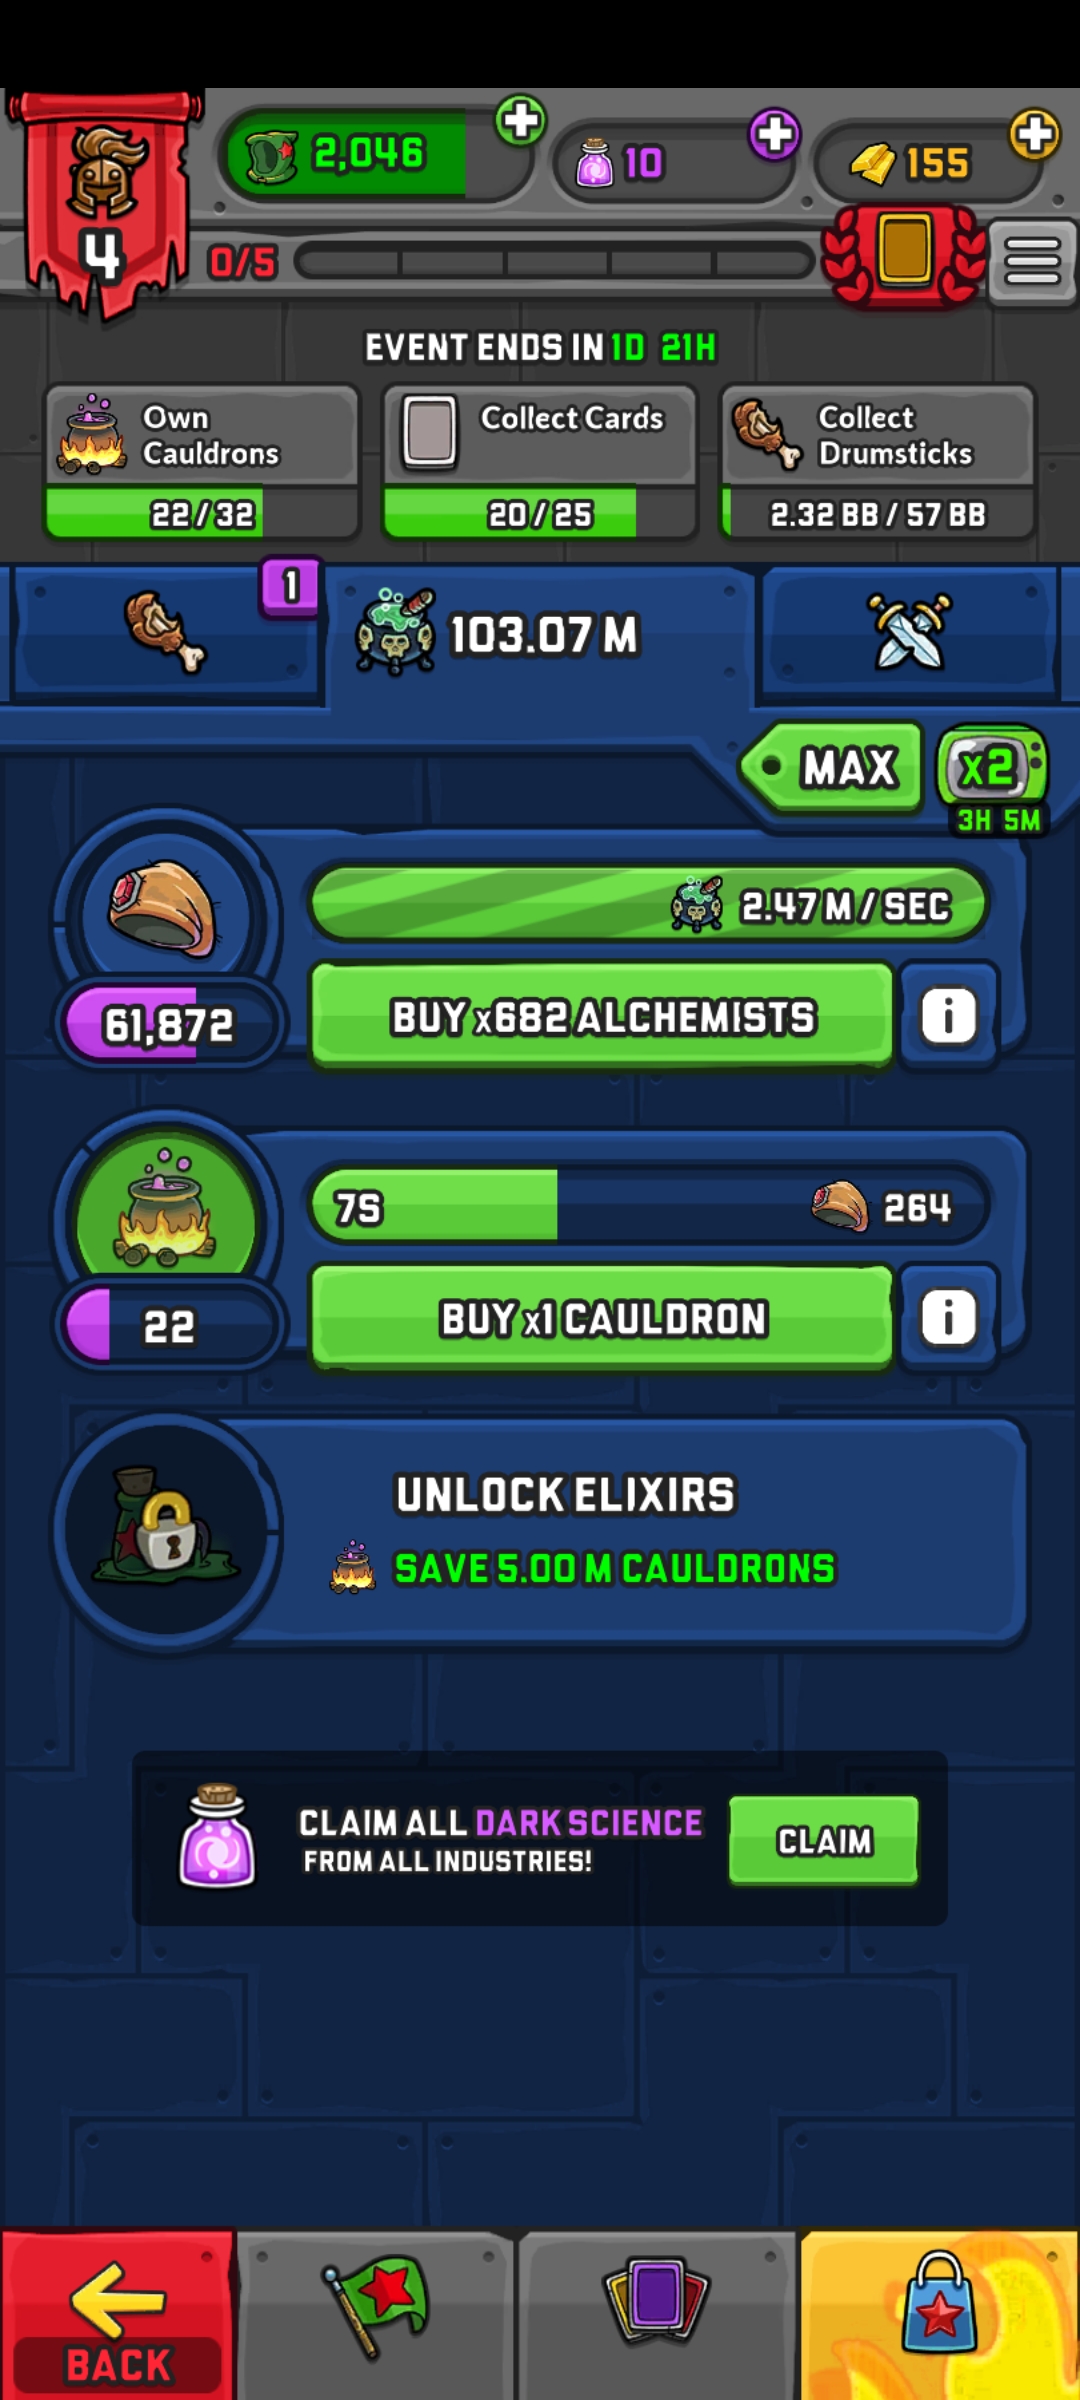 2,046
10
155
4
0/5
EVENT ENDS IN 1D 21H
Own
Cauldrons
22/32
Collect Cards
20/25
Collect
Drumsticks
2.32 BB / 57 BB
1
103.07 M
MAX
x2
3H 5M
2.47 M / SEC
61,872
BUY x682 ALCHEMISTS
i
7S
264
22
BUY x1 CAULDRON
i
UNLOCK ELIXIRS
SAVE 5.00 M CAULDRONS
CLAIM ALL DARK SCIENCE
FROM ALL INDUSTRIES!
CLAIM
BACK